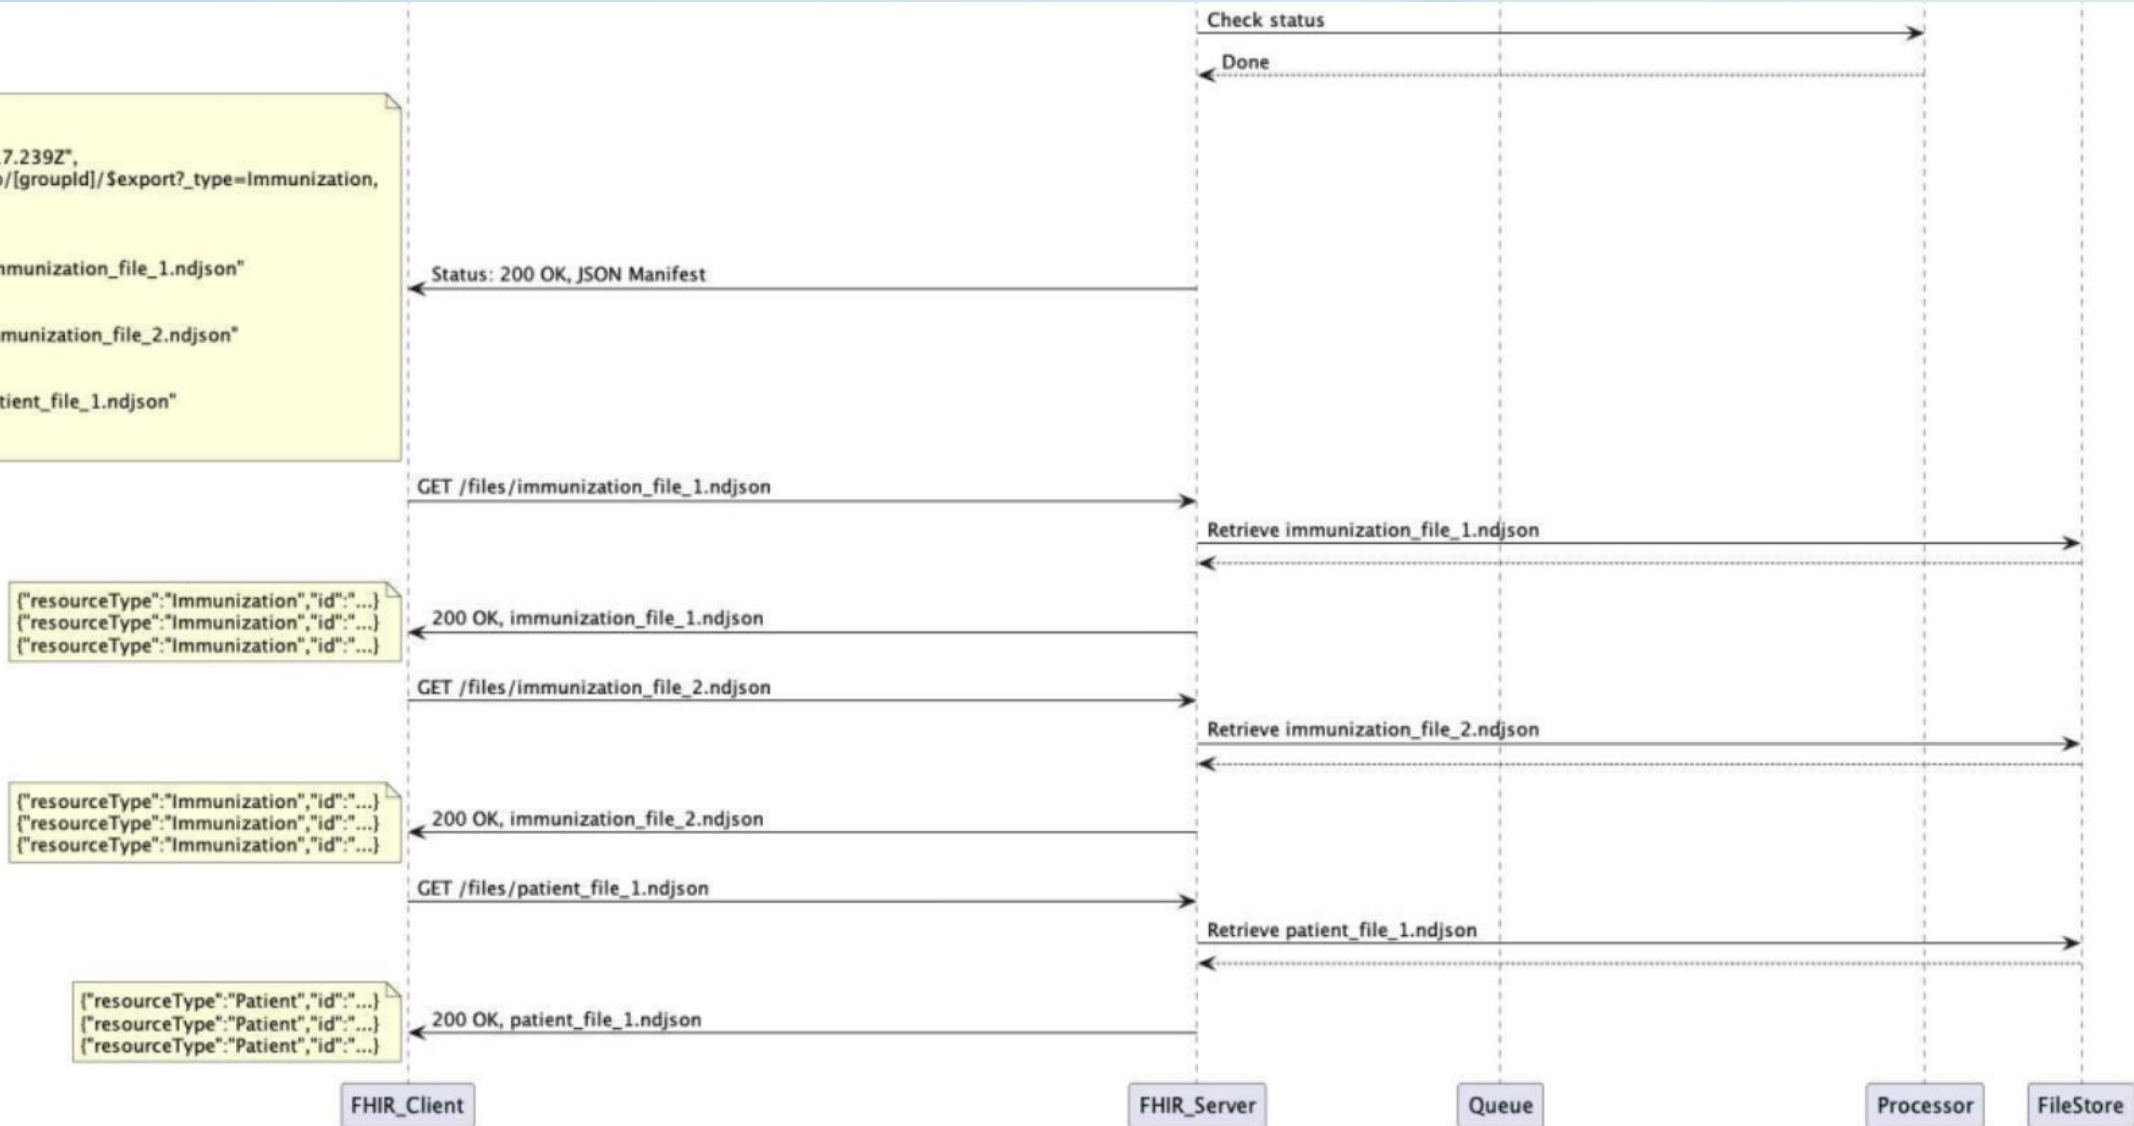 Check status
Done
7.239Z",
/[groupId]/$export?_type=Immunization,
mmunization_file_1.ndjson"
Status: 200 OK, JSON Manifest
munization_file_2.ndjson"
tient_file_1.ndjson"
GET /files/immunization_file_1.ndjson
Retrieve immunization_file_1.ndjson
{"resourceType":"Immunization","id":"...}
{"resourceType":"Immunization","id":"...}
{"resourceType":"Immunization","id":"...}
200 OK, immunization_file_1.ndjson
GET /files/immunization_file_2.ndjson
Retrieve immunization_file_2.ndjson
{"resourceType":"Immunization","id":"...}
{"resourceType":"Immunization","id":"...}
{"resourceType":"Immunization","id":"...}
200 OK, immunization_file_2.ndjson
GET /files/patient_file_1.ndjson
Retrieve patient_file_1.ndjson
{"resourceType":"Patient","id":"...}
{"resourceType":"Patient","id":"...}
{"resourceType":"Patient","id":"...}
200 OK, patient_file_1.ndjson
FHIR_Client
FHIR_Server
Queue
Processor
FileStore